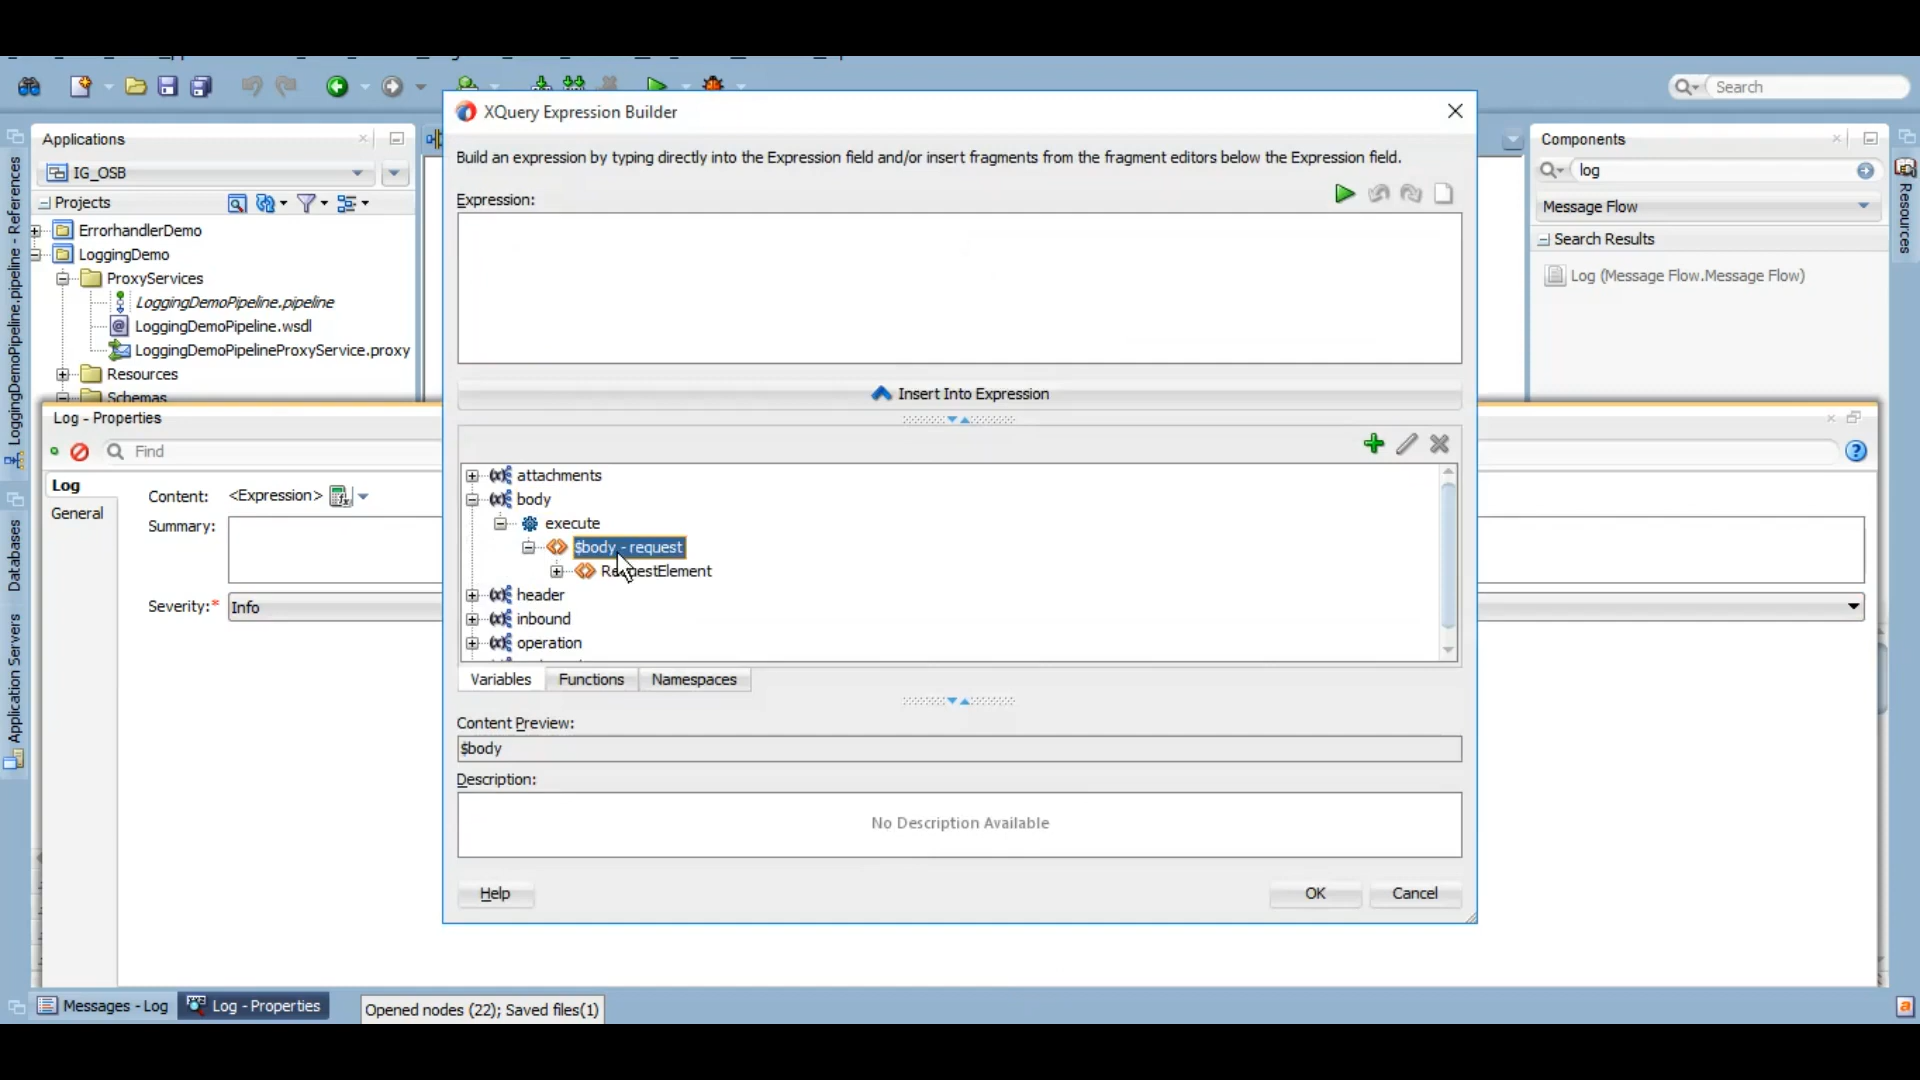 Search
XQuery Expression Builder
Applications
Components
Build an expression by typing directly into the Expression field and/or insert fragments from the fragment editors below the Expression field.
IG_OSB
log
Projects
Expression:
Message Flow
ErrorhandlerDemo
Search Results
LoggingDemo
ProxyServices
Log (Message Flow.Message Flow)
LoggingDemoPipeline.pipeline
LoggingDemoPipeline.wsdl
LoggingDemoPipelineProxyService.proxy
Resources
Schemas
Insert Into Expression
Log - Properties
Find
Log
Content: <Expression>
General
Summary:
Severity:* Info
attachments
body
execute
$body - request
RequestElement
header
inbound
operation
Variables
Functions
Namespaces
Content Preview:
$body
Description:
No Description Available
Help
OK
Cancel
Messages - Log
Log - Properties
Opened nodes (22); Saved files(1)
LoggingDemoPipeline.pipeline - References
Databases
Application Servers
Resources